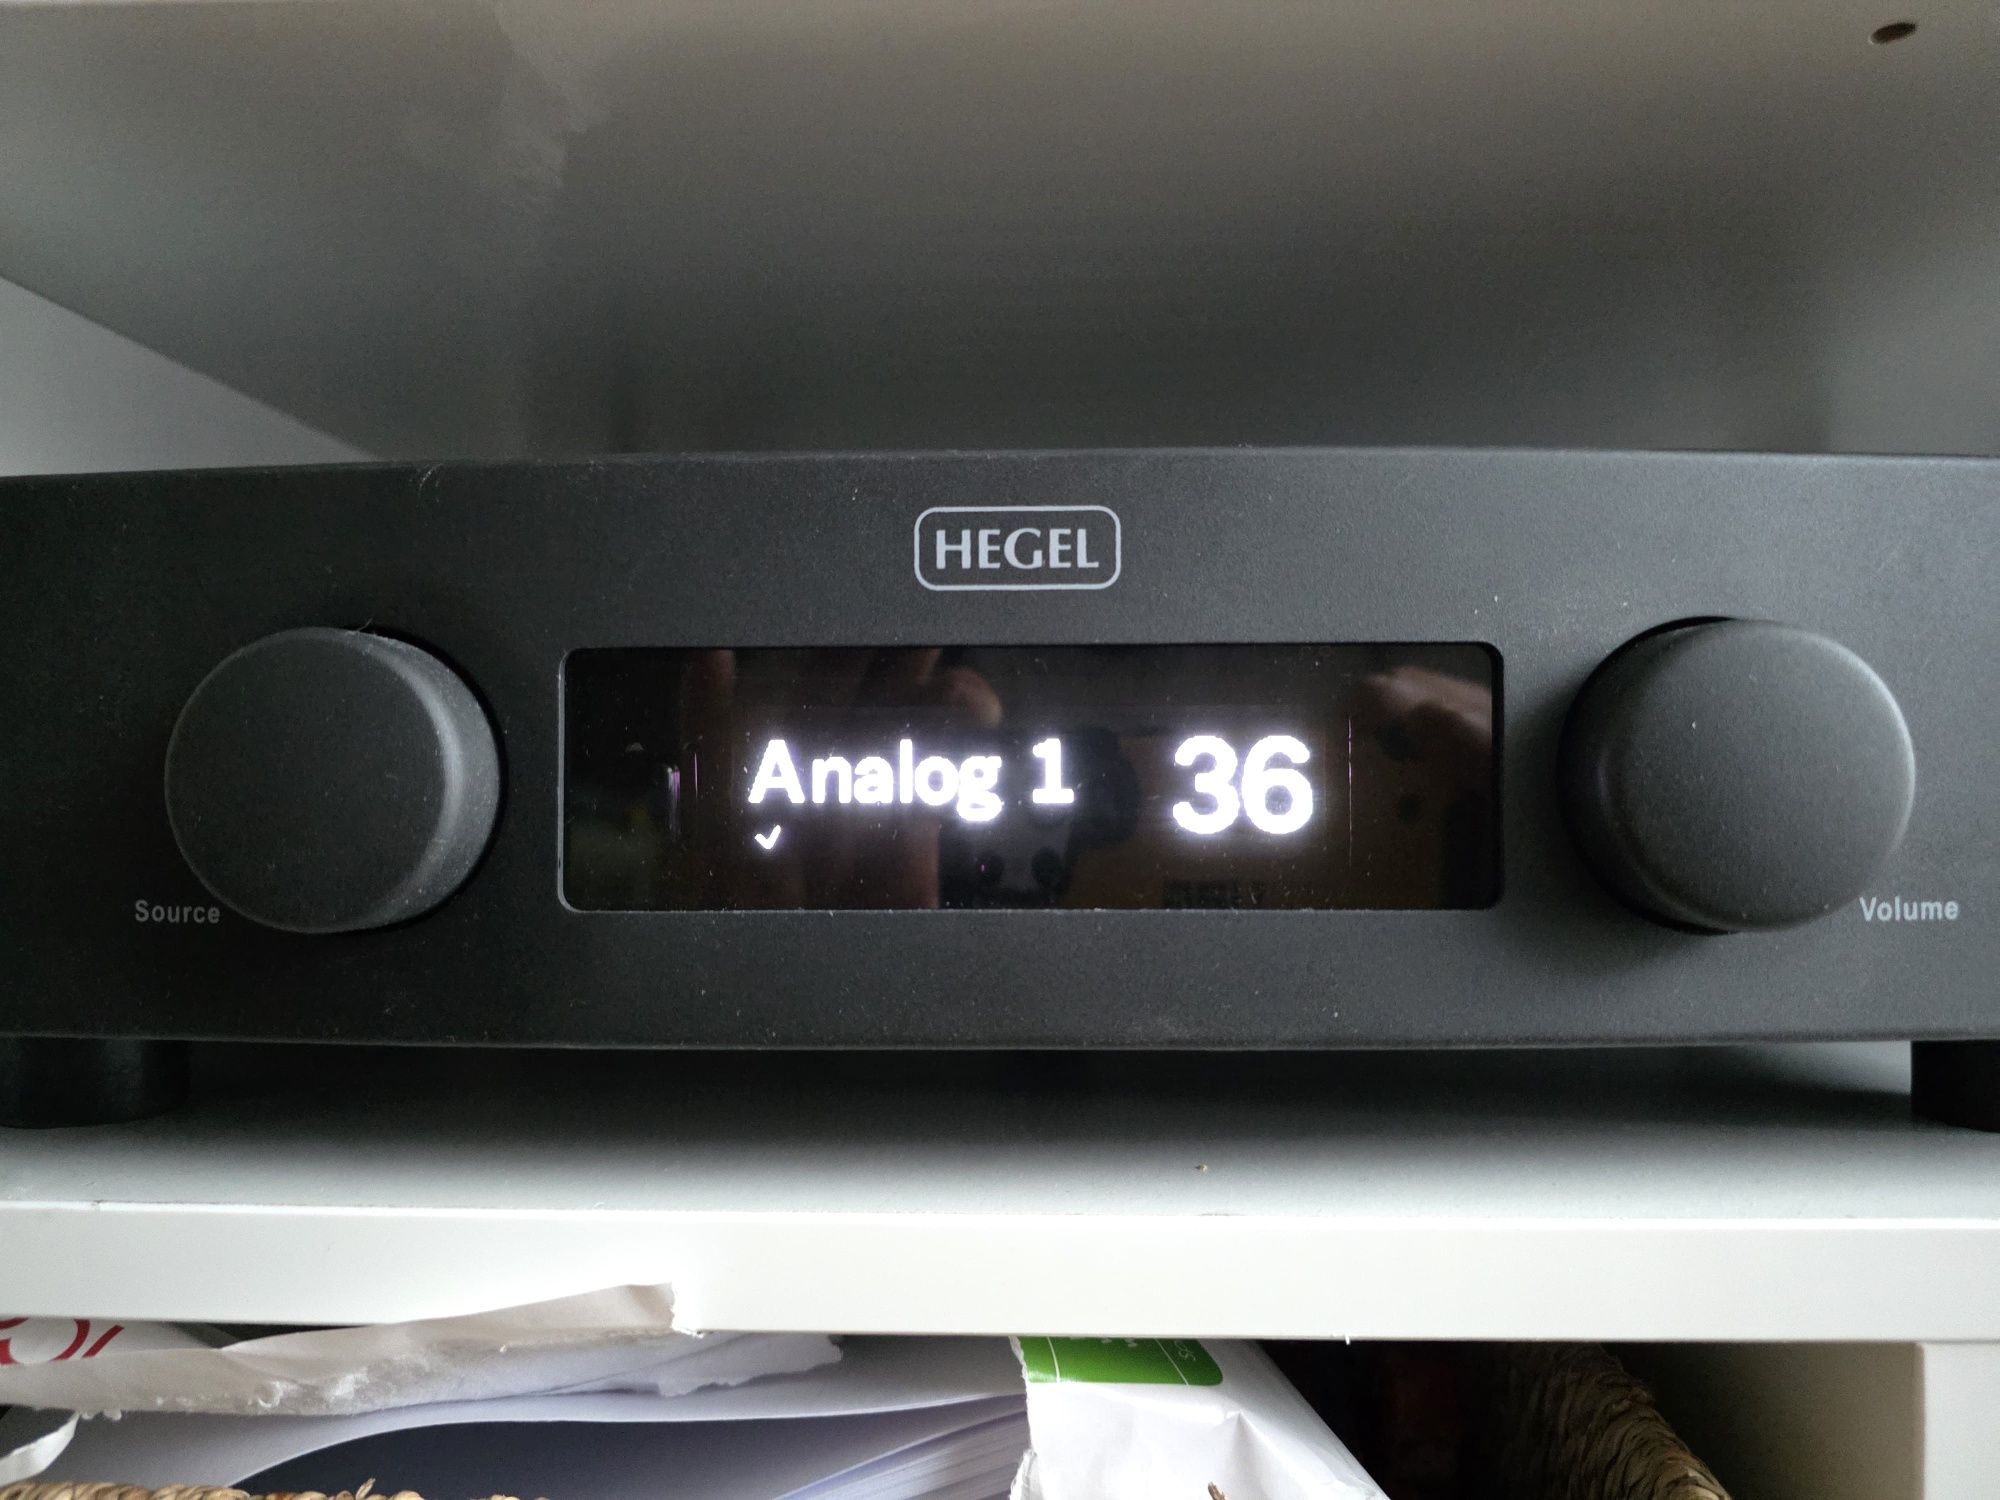 HEGEL
Analog 1 36
Source
Volume